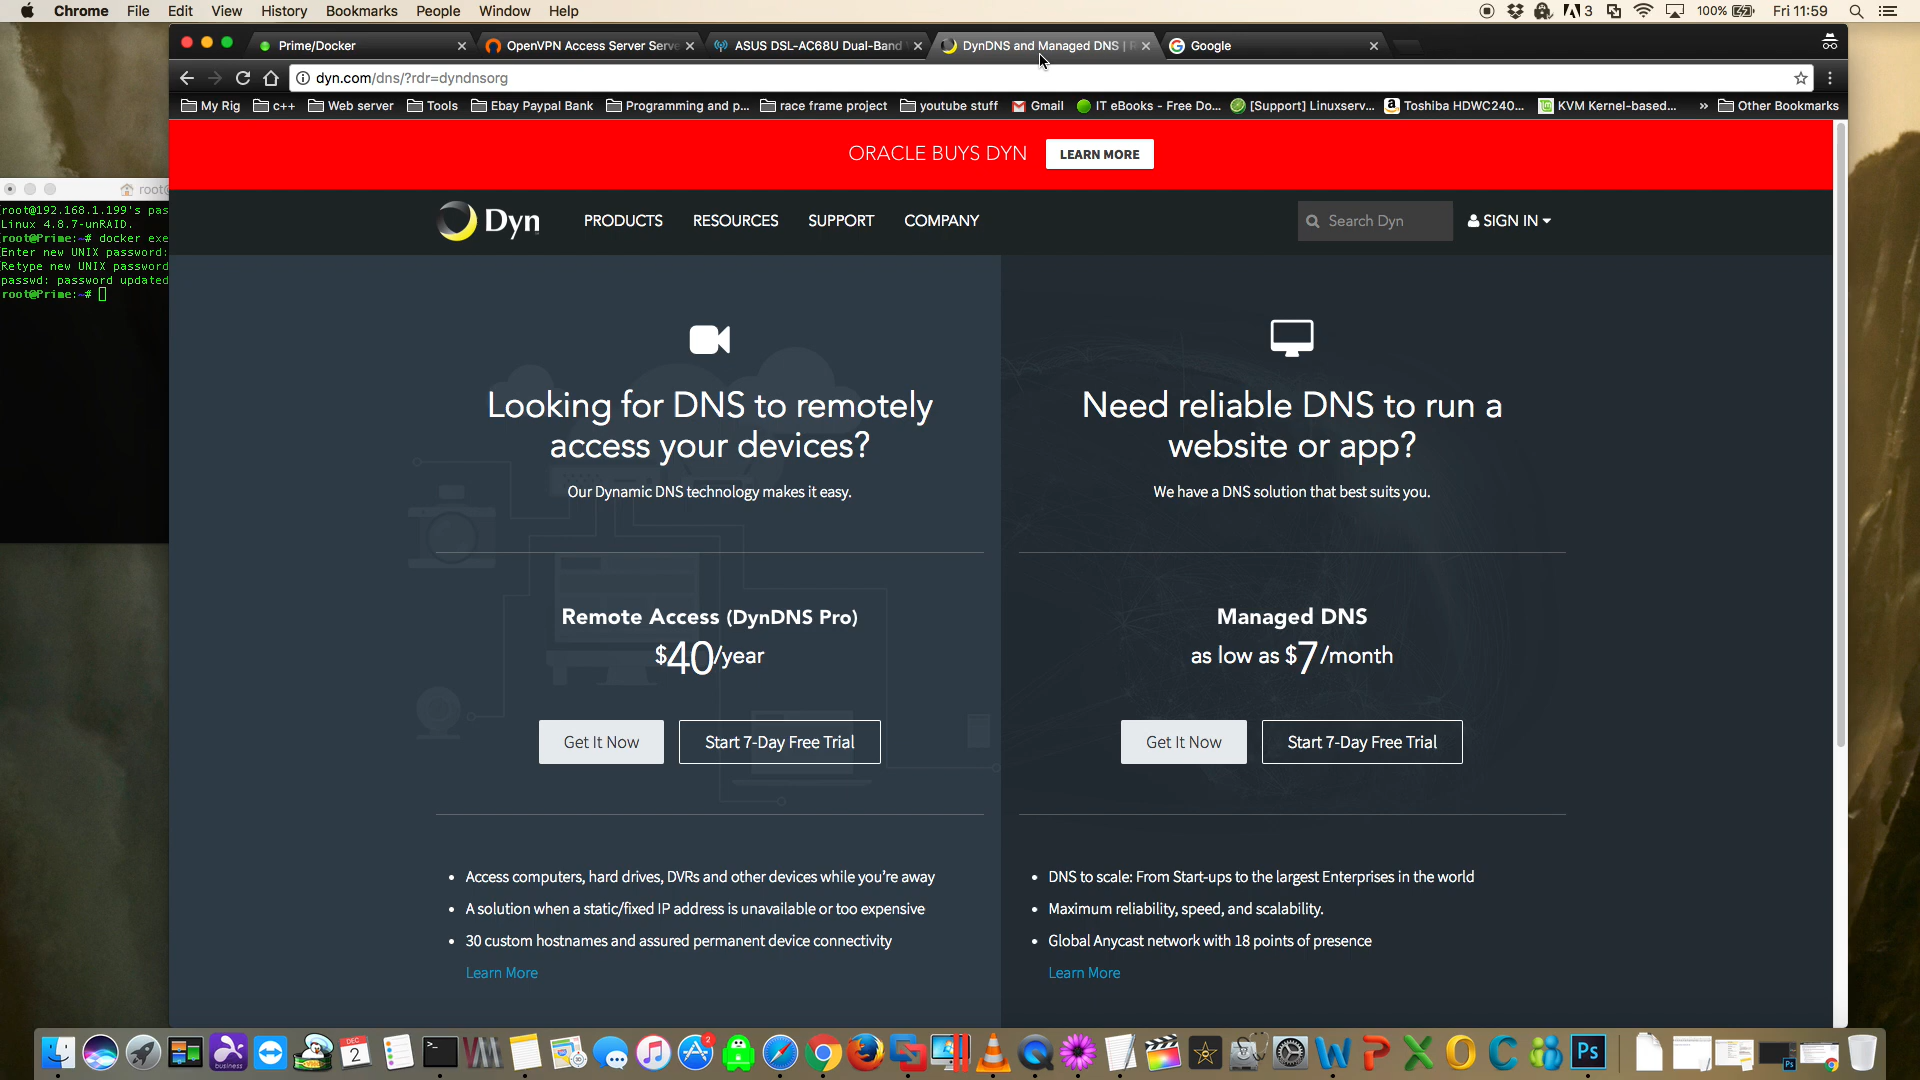 Chrome File Edit View History Bookmarks People Window Help
3
100%
Fri 11:59
Prime/Docker
OpenVPN Access Server Serve
ASUS DSL-AC68U Dual-Band
DynDNS and Managed DNS |
Google
dyn.com/dns/?rdr=dyndnsorg
My Rig
c++
Web server
Tools
Ebay Paypal Bank
Programming and p...
race frame project
youtube stuff
Gmail
IT eBooks - Free Do...
[Support] Linuxserv...
Toshiba HDWC240...
KVM Kernel-based...
»
Other Bookmarks
ORACLE BUYS DYN
LEARN MORE
root@
root@192.168.1.199's pas
Linux 4.8.7-unRAID.
root@Prime:~# docker exe
Enter new UNIX password:
Retype new UNIX password
passwd: password updated
root@Prime:~#
Dyn
PRODUCTS
RESOURCES
SUPPORT
COMPANY
Search Dyn
SIGN IN
Looking for DNS to remotely
access your devices?
Our Dynamic DNS technology makes it easy.
Remote Access (DynDNS Pro)
$40/year
Get It Now
Start 7-Day Free Trial
• Access computers, hard drives, DVRs and other devices while you're away
• A solution when a static/fixed IP address is unavailable or too expensive
• 30 custom hostnames and assured permanent device connectivity
Learn More
Need reliable DNS to run a
website or app?
We have a DNS solution that best suits you.
Managed DNS
as low as $7/month
Get It Now
Start 7-Day Free Trial
• DNS to scale: From Start-ups to the largest Enterprises in the world
• Maximum reliability, speed, and scalability.
• Global Anycast network with 18 points of presence
Learn More
business
DEC
2
2
Ps